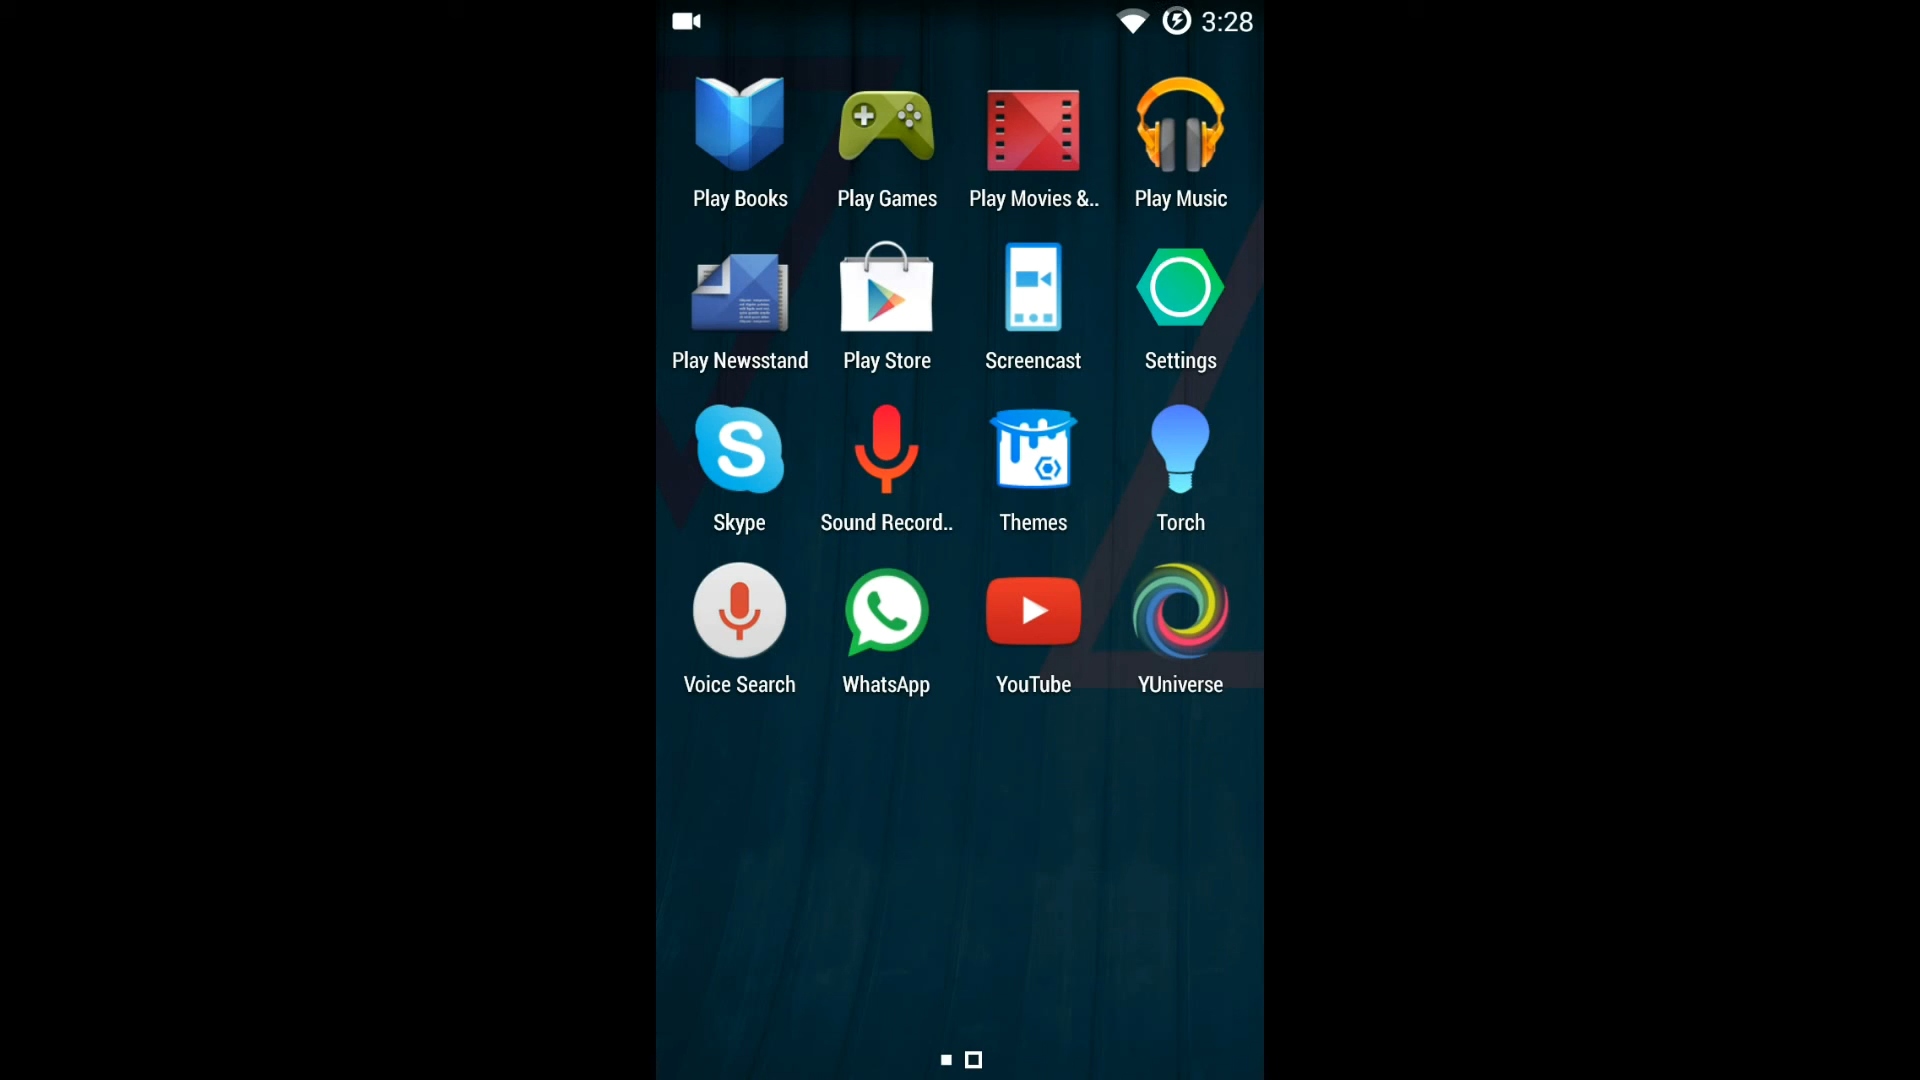 3:28
Play Books
Play Games
Play Movies &..
Play Music
Play Newsstand
Play Store
Screencast
Settings
S
Skype
Sound Record..
Themes
Torch
Voice Search
WhatsApp
YouTube
YUniverse